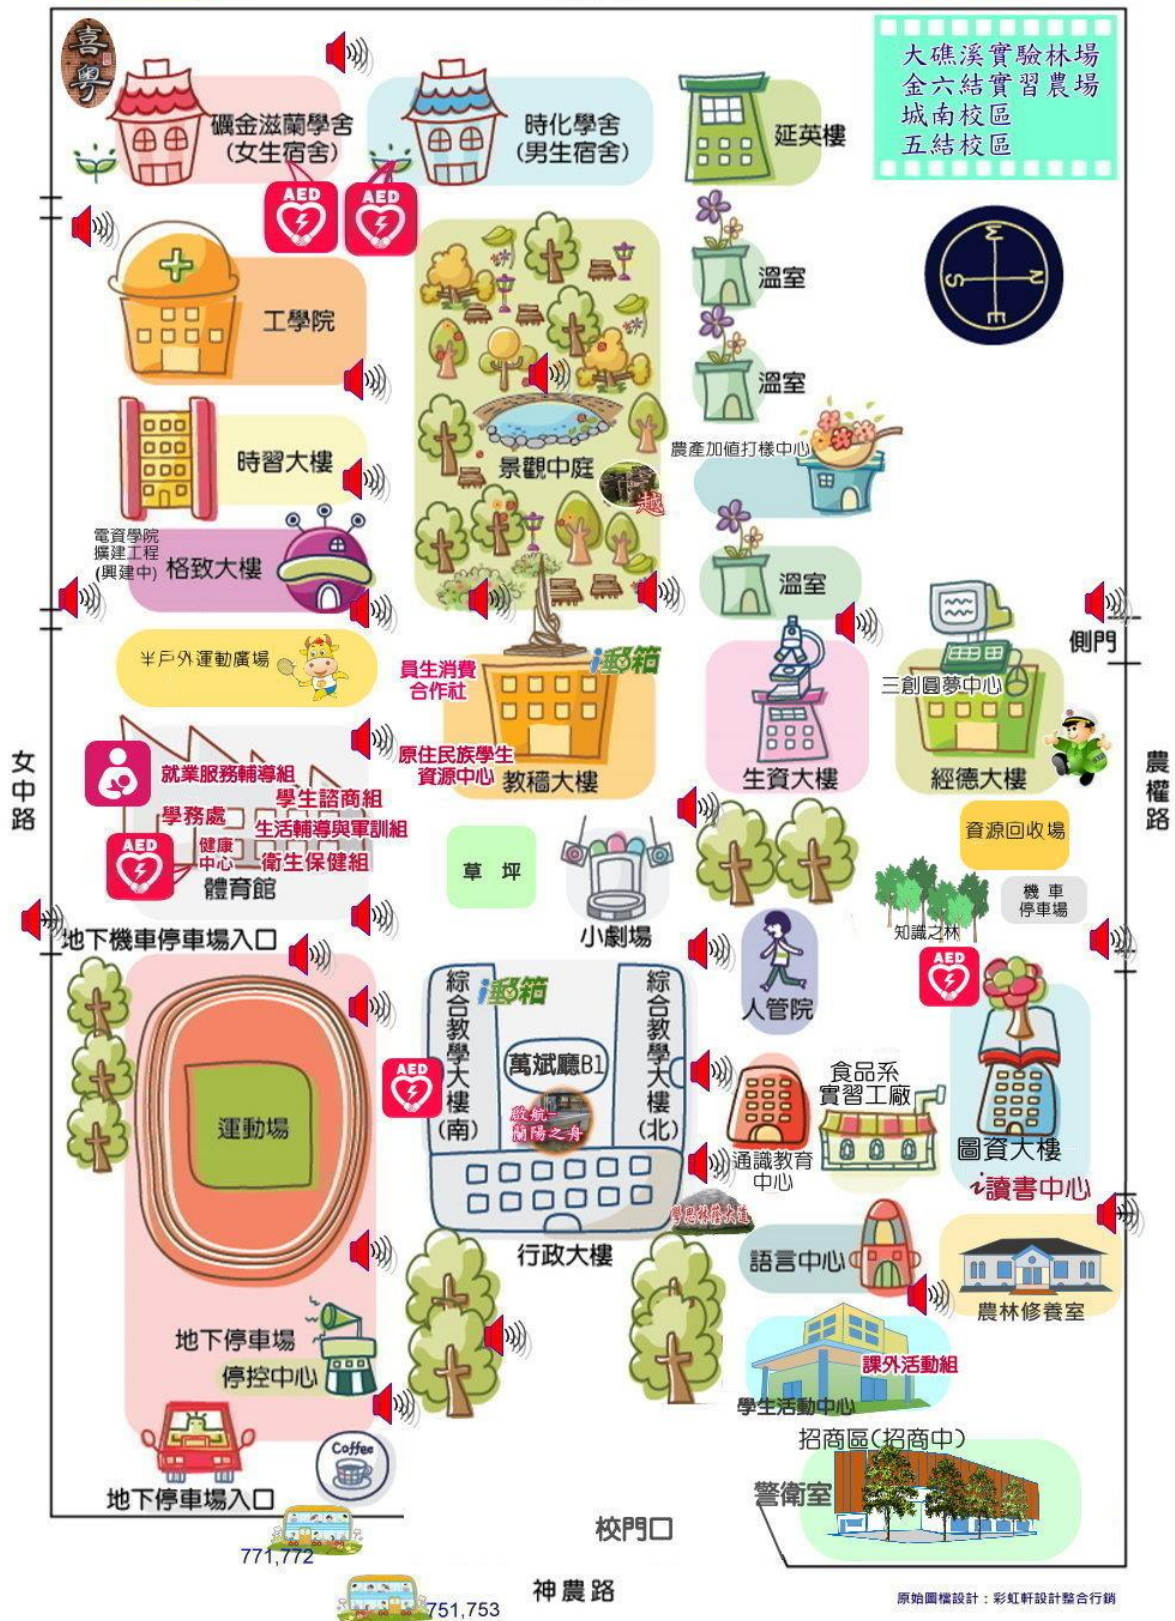 喜
粵
礦金滋蘭學舍
(女生宿舍)
時化學舍
(男生宿舍)
延英樓
大礁溪實驗林場
金六結實習農場
城南校區
五結校區
AED
AED
W
S
N
E
工學院
溫室
溫室
時習大樓
景觀中庭
越
農產加值打樣中心
電資學院
擴建工程
(興建中)
格致大樓
溫室
側門
半戶外運動廣場
員生消費
合作社
i郵箱
三創圓夢中心
原住民族學生
資源中心
教穡大樓
生資大樓
經德大樓
女中路
農權路
就業服務輔導組
學生諮商組
學務處
生活輔導與軍訓組
AED
健康
中心
衛生保健組
體育館
草 坪
小劇場
資源回收場
機 車
停車場
知識之林
地下機車停車場入口
AED
綜合教學大樓(南)
i郵箱
綜合教學大樓(北)
人管院
AED
萬斌廳B1
啟航-
蘭陽之舟
運動場
食品系
實習工廠
通識教育
中心
圖資大樓
i讀書中心
學思林蔭大道
行政大樓
語言中心
農林修養室
地下停車場
停控中心
課外活動組
學生活動中心
招商區(招商中)
Coffee
警衛室
地下停車場入口
校門口
771,772
神農路
751,753
原始圖檔設計：彩虹軒設計整合行銷